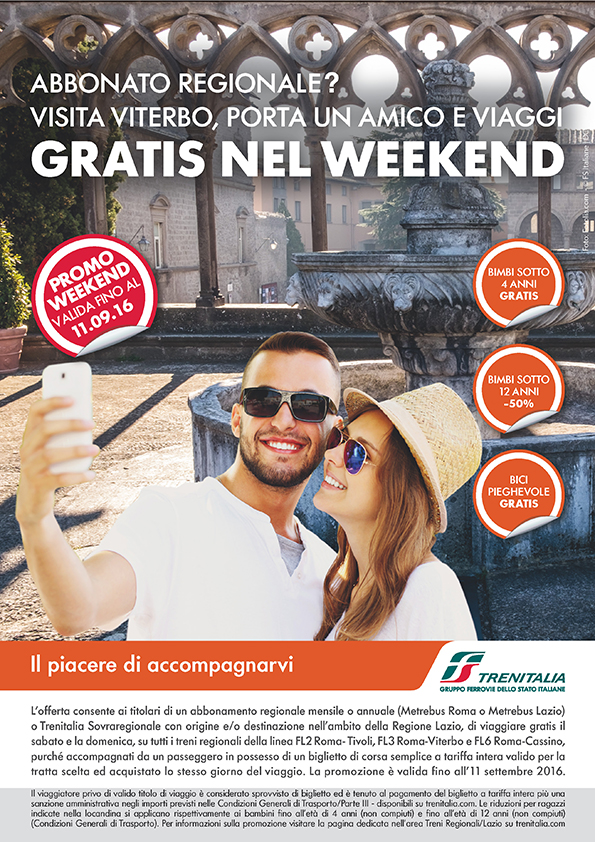 ABBONATO REGIONALE?
VISITA VITERBO, PORTA UN AMICO E VIAGGI
GRATIS NEL WEEKEND
PROMO
WEEKEND
VALIDA FINO AL
11.09.16
BIMBI SOTTO
4 ANNI
GRATIS
BIMBI SOTTO
12 ANNI
-50%
BICI
PIEGHEVOLE
GRATIS
Il piacere di accompagnarvi
TRENITALIA
GRUPPO FERROVIE DELLO STATO ITALIANE
L'offerta consente ai titolari di un abbonamento regionale mensile o annuale (Metrebus Roma o Metrebus Lazio)
o Trenitalia Sovraregionale con origine e/o destinazione nell'ambito della Regione Lazio, di viaggiare gratis il
sabato e la domenica, su tutti i treni regionali della linea FL2 Roma-Tivoli, FL3 Roma-Viterbo e FL6 Roma-Cassino,
purché accompagnati da un passeggero in possesso di un biglietto di corsa semplice a tariffa intera valido per la
tratta scelta ed acquistato lo stesso giorno del viaggio. La promozione è valida fino all'11 settembre 2016.
Il viaggiatore privo di valido titolo di viaggio è considerato sprovvisto di biglietto ed è tenuto al pagamento del biglietto a tariffa intera più una
sanzione amministrativa negli importi previsti nelle Condizioni Generali di Trasporto/Parte III - disponibili su trenitalia.com. Le riduzioni per ragazzi
indicate nella locandina si applicano rispettivamente ai bambini fino all'età di 4 anni (non compiuti) e fino all'età di 12 anni (non compiuti)
(Condizioni Generali di Trasporto). Per informazioni sulla promozione visitare la pagina dedicata nell'area Treni Regionali/Lazio su trenitalia.com